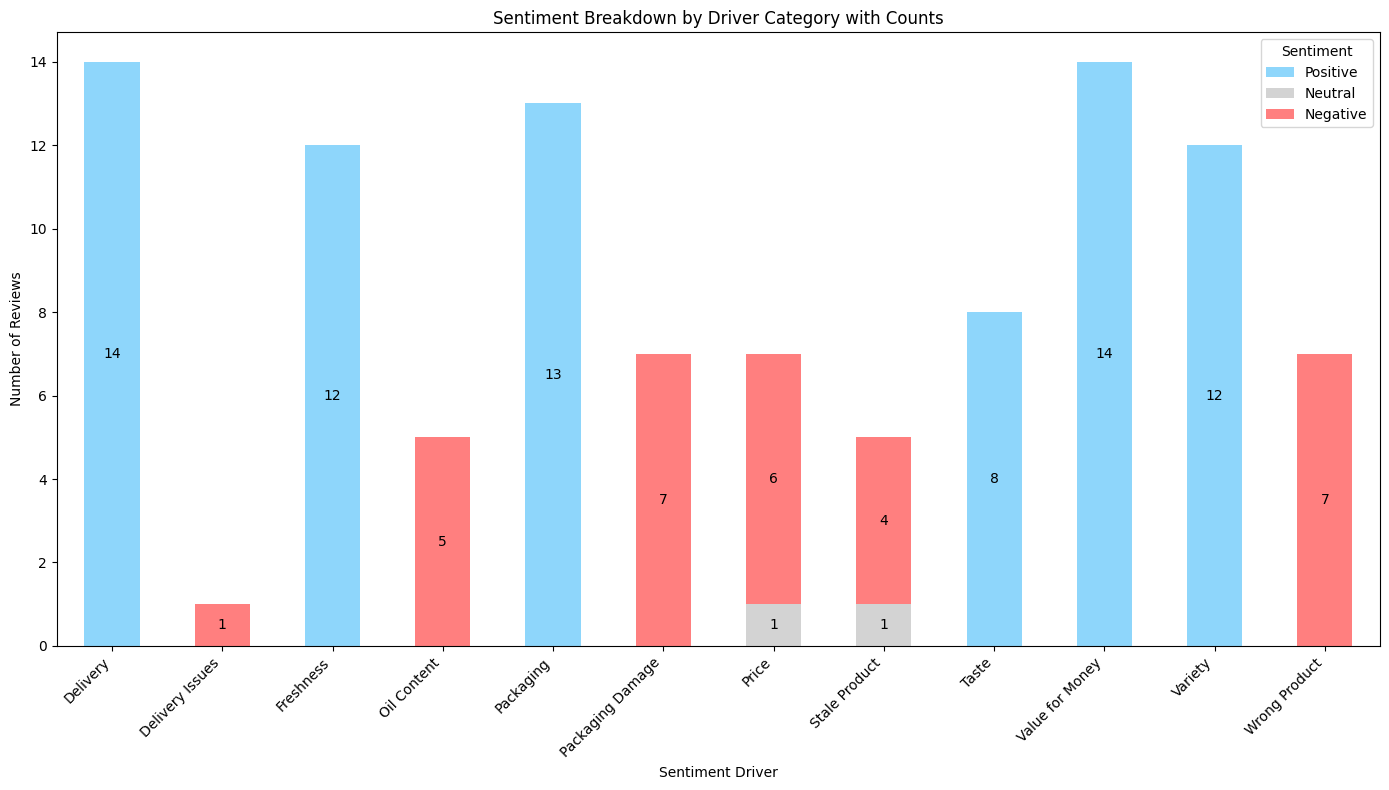 Sentiment Breakdown by Driver Category with Counts
Sentiment
Positive
Neutral
Negative
Number of Reviews
14
12
10
8
6
4
2
0
14
1
12
5
13
7
6
1
4
1
8
14
12
7
Delivery
Delivery Issues
Freshness
Oil Content
Packaging
Packaging Damage
Price
Stale Product
Taste
Value for Money
Variety
Wrong Product
Sentiment Driver